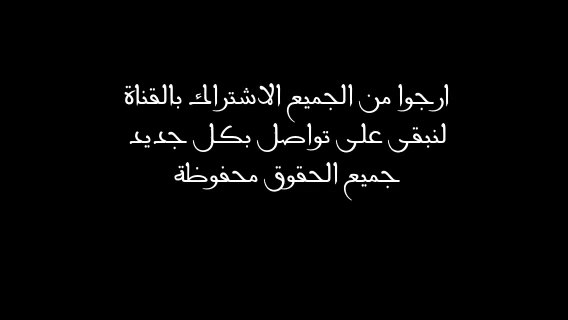 ارجوا من الجميع الاشتراك بالقناة
لنبقى على تواصل بكل جديد
جميع الحقوق محفوظة